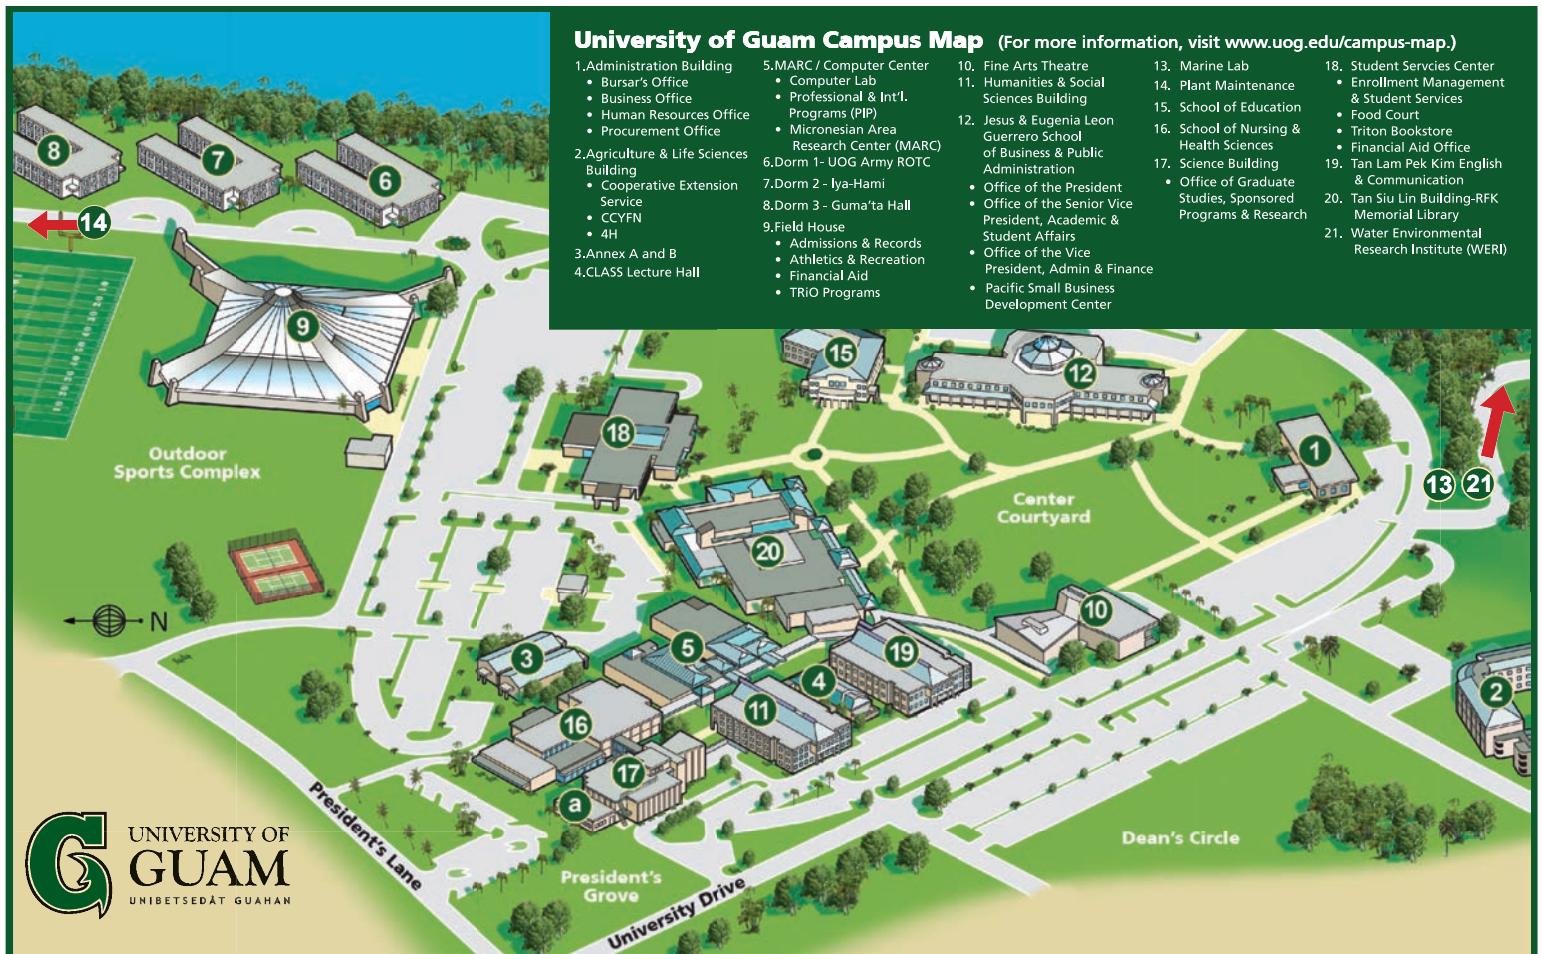 University of Guam Campus Map (For more information, visit www.uog.edu/campus-map.)
1.Administration Building
• Bursar's Office
• Business Office
• Human Resources Office
• Procurement Office
2.Agriculture & Life Sciences
Building
• Cooperative Extension
Service
• CCYFN
• 4H
3.Annex A and B
4.CLASS Lecture Hall
5.MARC / Computer Center
• Computer Lab
• Professional & Int'l.
Programs (PIP)
• Micronesian Area
Research Center (MARC)
6.Dorm 1- UOG Army ROTC
7.Dorm 2 - Iya-Hami
8.Dorm 3 - Guma'ta Hall
9.Field House
• Admissions & Records
• Athletics & Recreation
• Financial Aid
• TRiO Programs
10. Fine Arts Theatre
11. Humanities & Social
Sciences Building
12. Jesus & Eugenia Leon
Guerrero School
of Business & Public
Administration
• Office of the President
• Office of the Senior Vice
President, Academic &
Student Affairs
• Office of the Vice
President, Admin & Finance
• Pacific Small Business
Development Center
13. Marine Lab
14. Plant Maintenance
15. School of Education
16. School of Nursing &
Health Sciences
17. Science Building
• Office of Graduate
Studies, Sponsored
Programs & Research
18. Student Servcies Center
• Enrollment Management
& Student Services
• Food Court
• Triton Bookstore
• Financial Aid Office
19. Tan Lam Pek Kim English
& Communication
20. Tan Siu Lin Building-RFK
Memorial Library
21. Water Environmental
Research Institute (WERI)
8
7
6
14
9
15
12
18
1
Outdoor
Sports Complex
13
21
Center
Courtyard
20
10
N
5
3
19
4
2
11
16
17
a
President's Lane
Dean's Circle
President's
Grove
University Drive
G
UNIVERSITY OF
GUAM
UNIBETSEDÅT GUAHAN